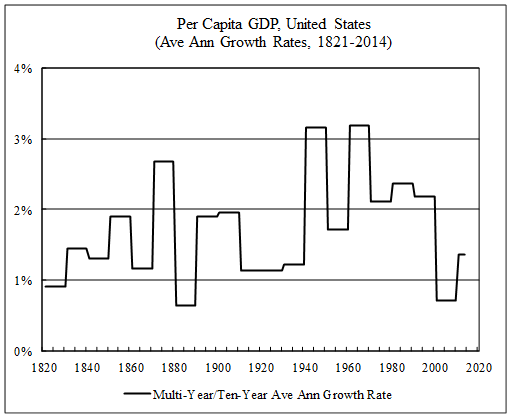 Per Capita GDP, United States
(Ave Ann Growth Rates, 1821-2014)
4%
3%
2%
1%
0%
1820 1840 1860 1880 1900 1920 1940 1960 1980 2000 2020
Multi-Year/Ten-Year Ave Ann Growth Rate